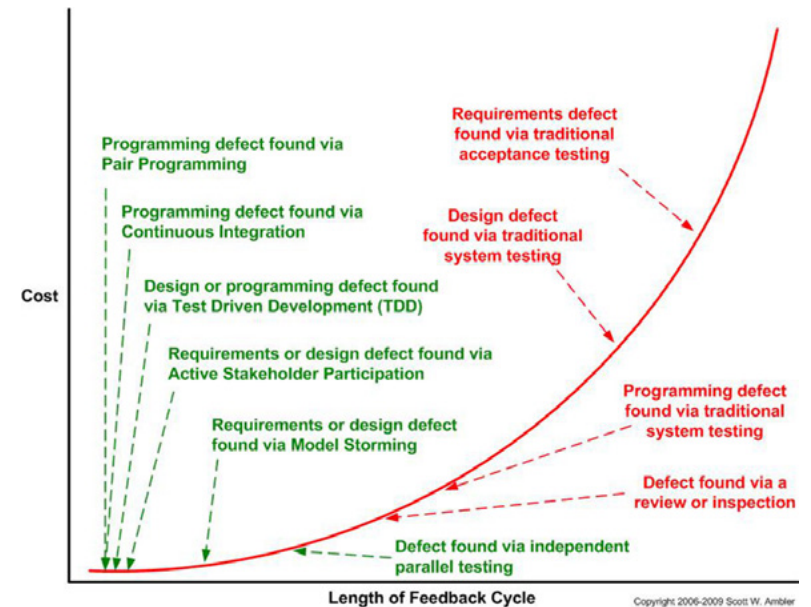 Programming defect found via
Pair Programming
Programming defect found via
Continuous Integration
Design or programming defect found
via Test Driven Development (TDD)
Requirements or design defect found via
Active Stakeholder Participation
Requirements or design defect
found via Model Storming
Defect found via independent
parallel testing
Requirements defect
found via traditional
acceptance testing
Design defect
found via traditional
system testing
Programming defect
found via traditional
system testing
Defect found via a
review or inspection
Cost
Length of Feedback Cycle
Copyright 2006-2009 Scott W. Ambler